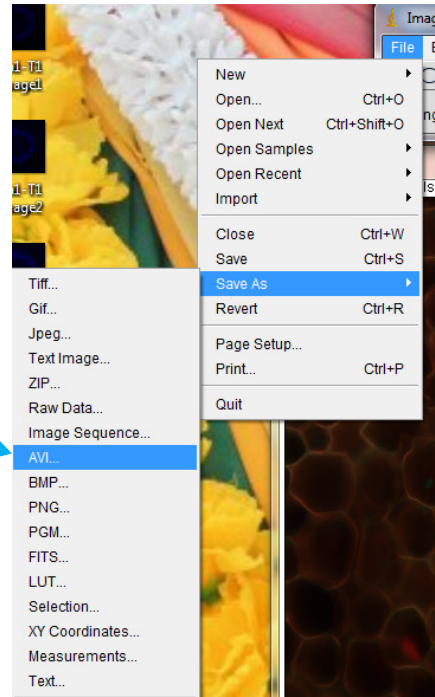 Imag
File E
1-T1
age1
1-T1
age2
New
Open... Ctrl+O
Open Next Ctrl+Shift+O
Open Samples
Open Recent
Import
Close Ctrl+W
Save Ctrl+S
Save As
Revert Ctrl+R
Page Setup...
Print... Ctrl+P
Quit
Tiff...
Gif...
Jpeg...
Text Image...
ZIP...
Raw Data...
Image Sequence...
AVI...
BMP...
PNG...
PGM...
FITS...
LUT...
Selection...
XY Coordinates...
Measurements...
Text...